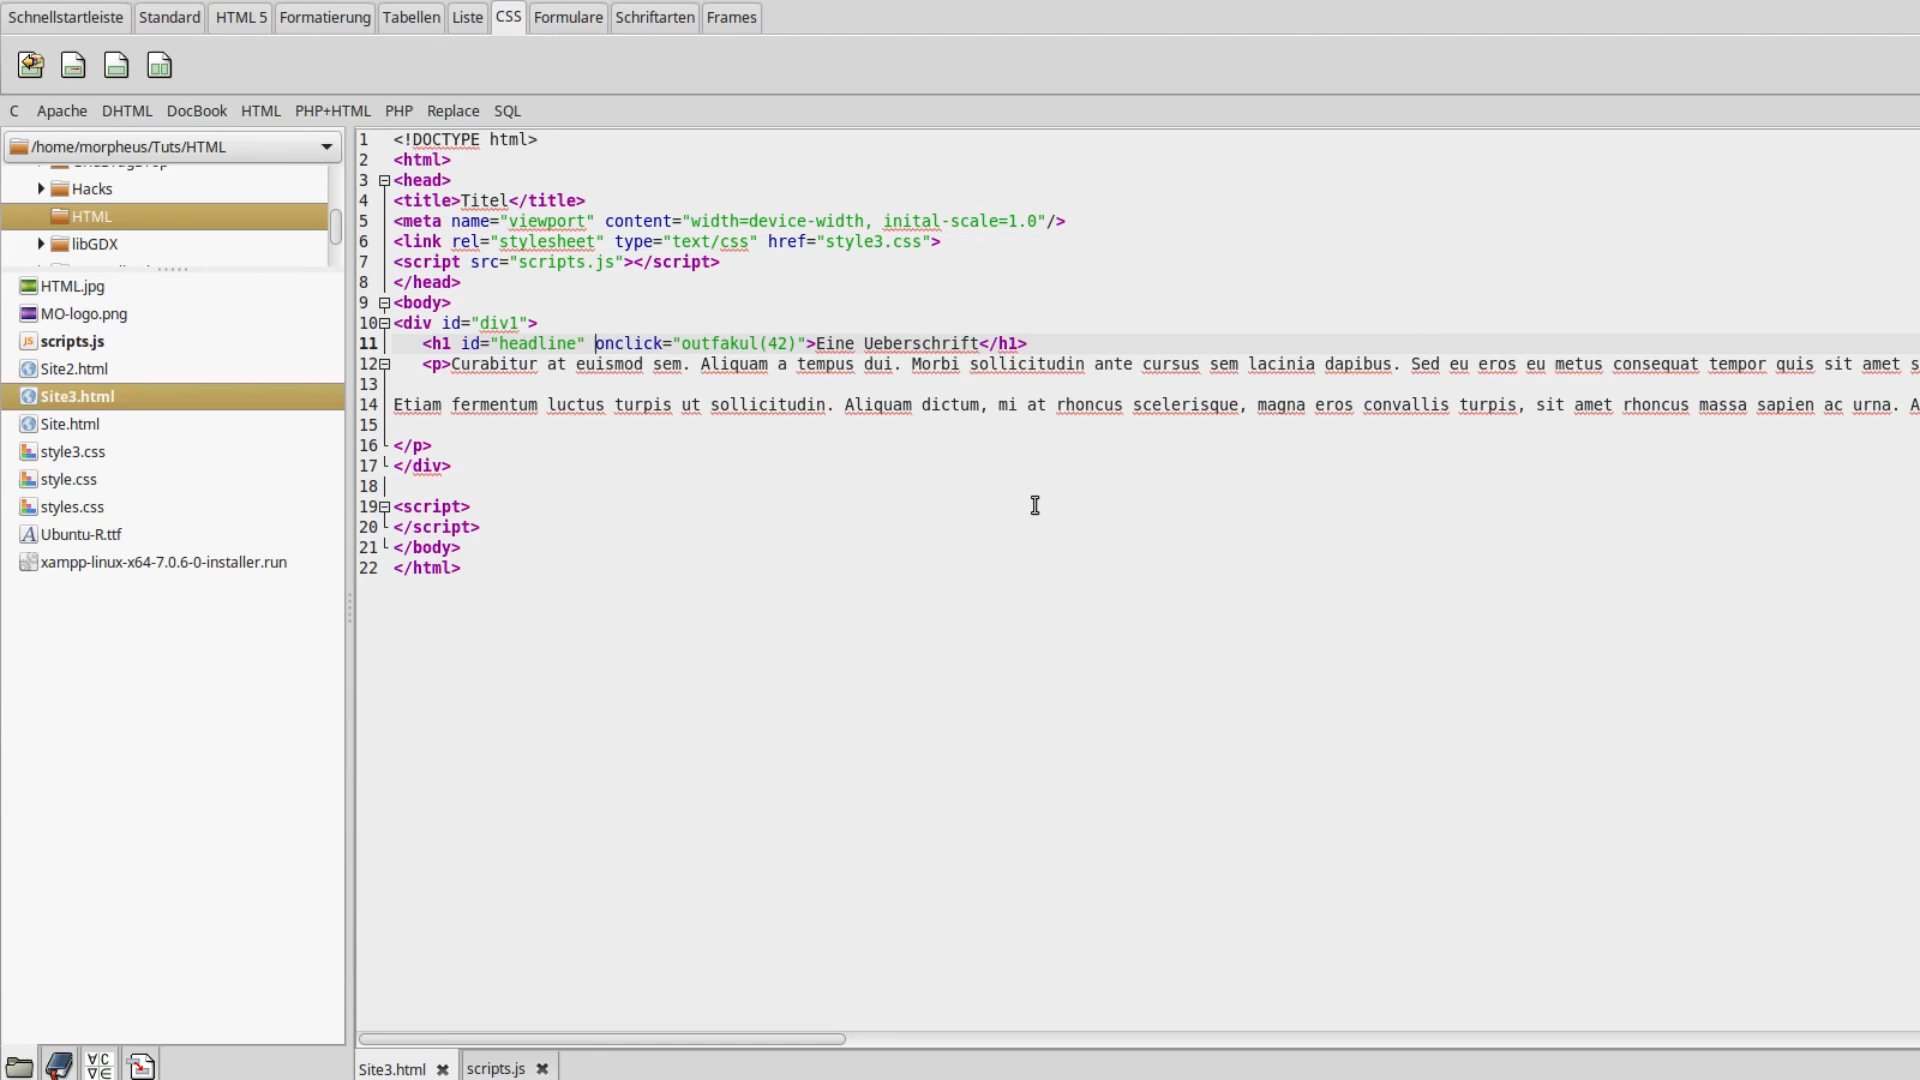 Schnellstartleiste Standard HTML 5 Formatierung Tabellen Liste CSS Formulare Schriftarten Frames
C Apache DHTML DocBook HTML PHP+HTML PHP Replace SQL
/home/morpheus/Tuts/HTML
Hacks
HTML
libGDX
HTML.jpg
MO-logo.png
scripts.js
Site2.html
Site3.html
Site.html
style3.css
style.css
styles.css
Ubuntu-R.ttf
xampp-linux-x64-7.0.6-0-installer.run
1 <!DOCTYPE html>
2 <html>
3 <head>
4 <title>Titel</title>
5 <meta name="viewport" content="width=device-width, inital-scale=1.0"/>
6 <link rel="stylesheet" type="text/css" href="style3.css">
7 <script src="scripts.js"></script>
8 </head>
9 <body>
10 <div id="div1">
11 <h1 id="headline" onclick="outfakul(42)">Eine Ueberschrift</h1>
12 <p>Curabitur at euismod sem. Aliquam a tempus dui. Morbi sollicitudin ante cursus sem lacinia dapibus. Sed eu eros eu metus consequat tempor quis sit amet s
13
14 Etiam fermentum luctus turpis ut sollicitudin. Aliquam dictum, mi at rhoncus scelerisque, magna eros convallis turpis, sit amet rhoncus massa sapien ac urna. A
15
16 </p>
17 </div>
18
19 <script>
20 </script>
21 </body>
22 </html>
Site3.html scripts.js